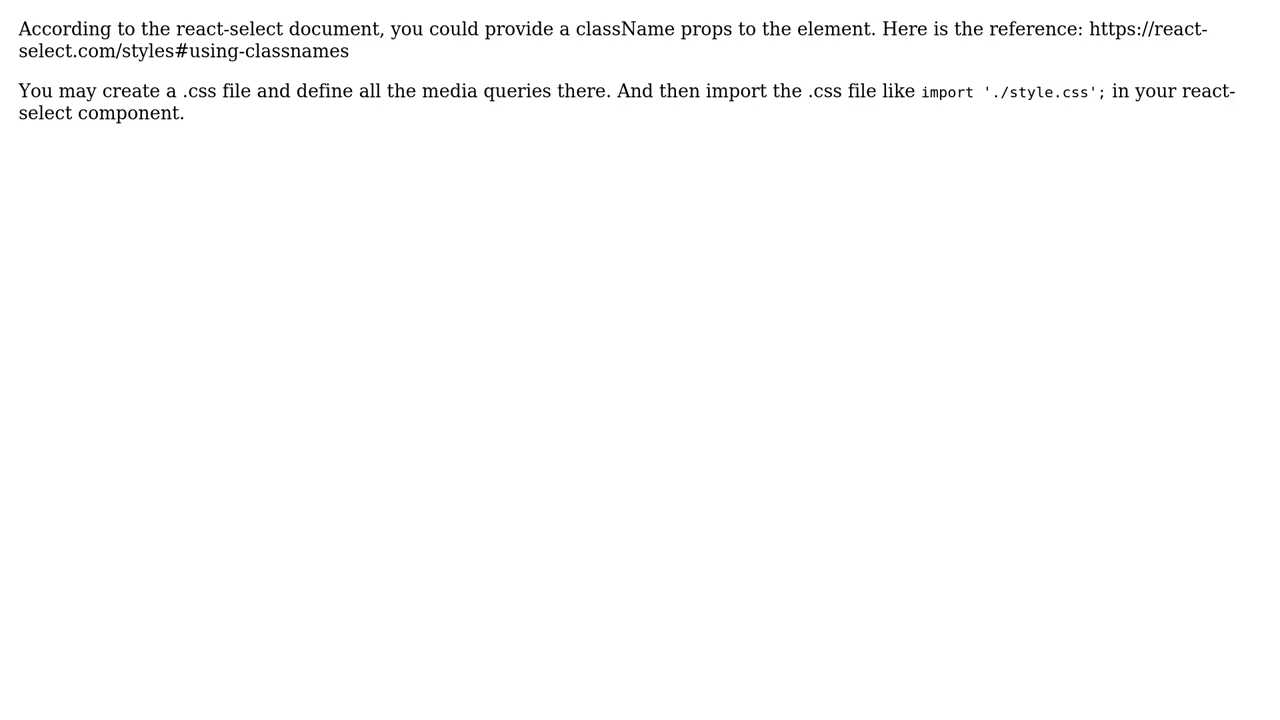 According to the react-select document, you could provide a className props to the element. Here is the reference: https://react-
select.com/styles#using-classnames
You may create a .css file and define all the media queries there. And then import the .css file like import './style.css'; in your react-
select component.